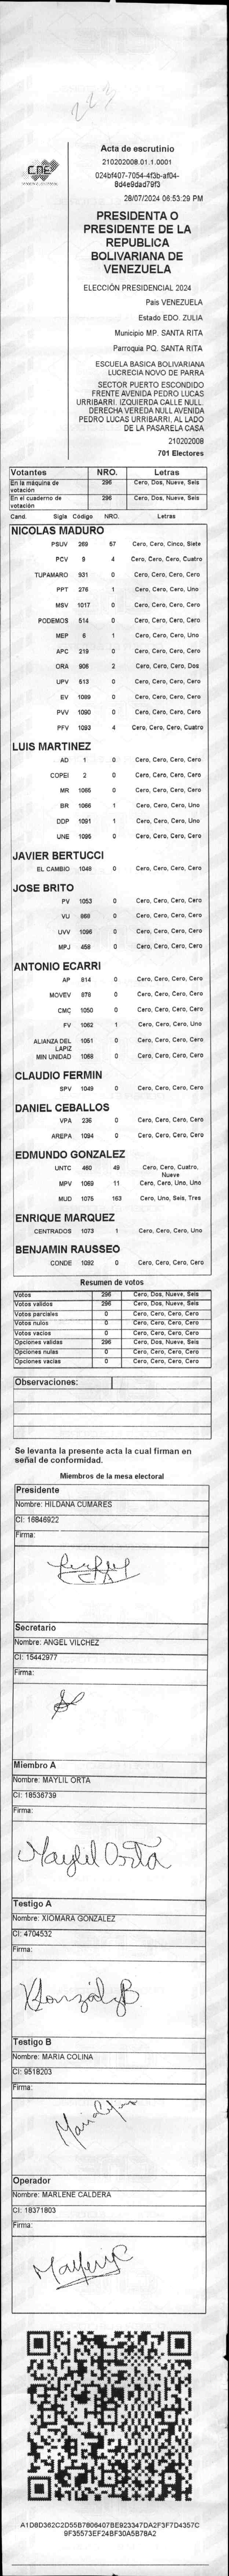 223
CNE
Acta de escrutinio
210202008.01.1.0001
024bf407-7054-4f3b-af04-
8d4e9dad79f3
28/07/2024 06:53:29 PM
PRESIDENTA O
PRESIDENTE DE LA
REPUBLICA
BOLIVARIANA DE
VENEZUELA
ELECCIÓN PRESIDENCIAL 2024
Pais VENEZUELA
Estado EDO. ZULIA
Municipio MP. SANTA RITA
Parroquia PQ. SANTA RITA
ESCUELA BASICA BOLIVARIANA
LUCRECIA NOVO DE PARRA
SECTOR PUERTO ESCONDIDO
FRENTE AVENIDA PEDRO LUCAS
URRIBARRI. IZQUIERDA CALLE NULL.
DERECHA VEREDA NULL AVENIDA
PEDRO LUCAS URRIBARRI, AL LADO
DE LA PASARELA CASA
210202008
701 Electores
Votantes NRO. Letras
En la máquina de votación 296 Cero, Dos, Nueve, Seis
En el cuaderno de votación 296 Cero, Dos, Nueve, Seis
Cand. Sigla Código NRO. Letras
NICOLAS MADURO
PSUV 269 57 Cero, Cero, Cinco, Siete
PCV 9 4 Cero, Cero, Cero, Cuatro
TUPAMARO 931 0 Cero, Cero, Cero, Cero
PPT 276 1 Cero, Cero, Cero, Uno
MSV 1017 0 Cero, Cero, Cero, Cero
PODEMOS 514 0 Cero, Cero, Cero, Cero
MEP 6 1 Cero, Cero, Cero, Uno
APC 219 0 Cero, Cero, Cero, Cero
ORA 906 2 Cero, Cero, Cero, Dos
UPV 513 0 Cero, Cero, Cero, Cero
EV 1089 0 Cero, Cero, Cero, Cero
PVV 1090 0 Cero, Cero, Cero, Cero
PFV 1093 4 Cero, Cero, Cero, Cuatro
LUIS MARTINEZ
AD 1 0 Cero, Cero, Cero, Cero
COPEI 2 0 Cero, Cero, Cero, Cero
MR 1065 0 Cero, Cero, Cero, Cero
BR 1066 1 Cero, Cero, Cero, Uno
DDP 1091 1 Cero, Cero, Cero, Uno
UNE 1095 0 Cero, Cero, Cero, Cero
JAVIER BERTUCCI
EL CAMBIO 1048 0 Cero, Cero, Cero, Cero
JOSE BRITO
PV 1053 0 Cero, Cero, Cero, Cero
VU 868 0 Cero, Cero, Cero, Cero
UVV 1096 0 Cero, Cero, Cero, Cero
MPJ 458 0 Cero, Cero, Cero, Cero
ANTONIO ECARRI
AP 814 0 Cero, Cero, Cero, Cero
MOVEV 878 0 Cero, Cero, Cero, Cero
CMC 1050 0 Cero, Cero, Cero, Cero
FV 1062 1 Cero, Cero, Cero, Uno
ALIANZA DEL LAPIZ 1051 0 Cero, Cero, Cero, Cero
MIN UNIDAD 1068 0 Cero, Cero, Cero, Cero
CLAUDIO FERMIN
SPV 1049 0 Cero, Cero, Cero, Cero
DANIEL CEBALLOS
VPA 236 0 Cero, Cero, Cero, Cero
AREPA 1094 0 Cero, Cero, Cero, Cero
EDMUNDO GONZALEZ
UNTC 460 49 Cero, Cero, Cuatro, Nueve
MPV 1069 11 Cero, Cero, Uno, Uno
MUD 1075 163 Cero, Uno, Seis, Tres
ENRIQUE MARQUEZ
CENTRADOS 1073 1 Cero, Cero, Cero, Uno
BENJAMIN RAUSSEO
CONDE 1092 0 Cero, Cero, Cero, Cero
Resumen de votos
Votos 296 Cero, Dos, Nueve, Seis
Votos validos 296 Cero, Dos, Nueve, Seis
Votos parciales 0 Cero, Cero, Cero, Cero
Votos nulos 0 Cero, Cero, Cero, Cero
Votos vacios 0 Cero, Cero, Cero, Cero
Opciones validas 296 Cero, Dos, Nueve, Seis
Opciones nulas 0 Cero, Cero, Cero, Cero
Opciones vacias 0 Cero, Cero, Cero, Cero
Observaciones:
Se levanta la presente acta la cual firman en
señal de conformidad.
Miembros de la mesa electoral
Presidente
Nombre: HILDANA CUMARES
CI: 16846922
Firma:
Secretario
Nombre: ANGEL VILCHEZ
CI: 15442977
Firma:
Miembro A
Nombre: MAYLIL ORTA
CI: 18536739
Firma:
Maylil Orta
Testigo A
Nombre: XIOMARA GONZALEZ
CI: 4704532
Firma:
Testigo B
Nombre: MARIA COLINA
CI: 9518203
Firma:
Operador
Nombre: MARLENE CALDERA
CI: 18371803
Firma:
A1D8D362C2D55B7806407BE923347DA2F3F7D4357C
9F35573EF24BF30A5B78A2